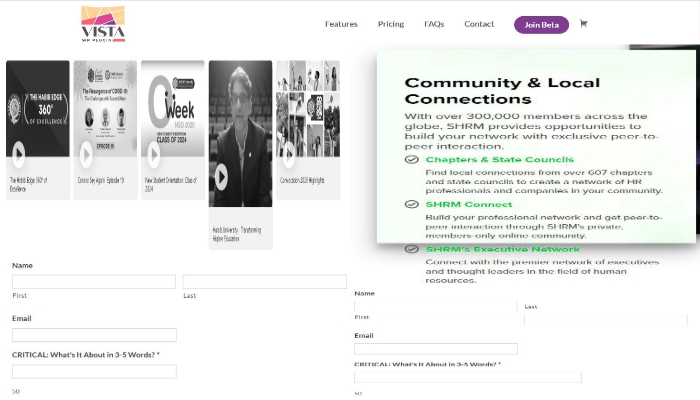 VISTA
WP PLUGIN
Features
Pricing
FAQs
Contact
Join Beta
THE HABIB EDGE
360°
OF EXCELLENCE
The Habib Edge 360° of
Excellence
The Resurgence of COVID-19:
EPISODE 19
Corona Say Agahi Episode 19
Week
HUSO 2020
CLASS OF 2024
New Student Orientation Class of
2024
Habib University Transforming
Higher Education
Convocation 2020 Highlights
Community & Local
Connections
With over 300,000 members across the
globe, SHRM provides opportunities to
build your network with exclusive peer-to-
peer interaction.
Chapters & State Councils
Find local connections from over 607 chapters
and state councils to create a network of HR
professionals and companies in your community.
SHRM Connect
Build your professional network and get peer-to-
peer interaction through SHRM's private,
members-only online community.
SHRM's Executive Network
Connect with the premier network of executives
and thought leaders in the field of human
resources.
Name
First
Last
Email
CRITICAL: What's It About in 3-5 Words? *
50
Name
Last
First
Email
CRITICAL: What's It About in 3-5 Words? *
50